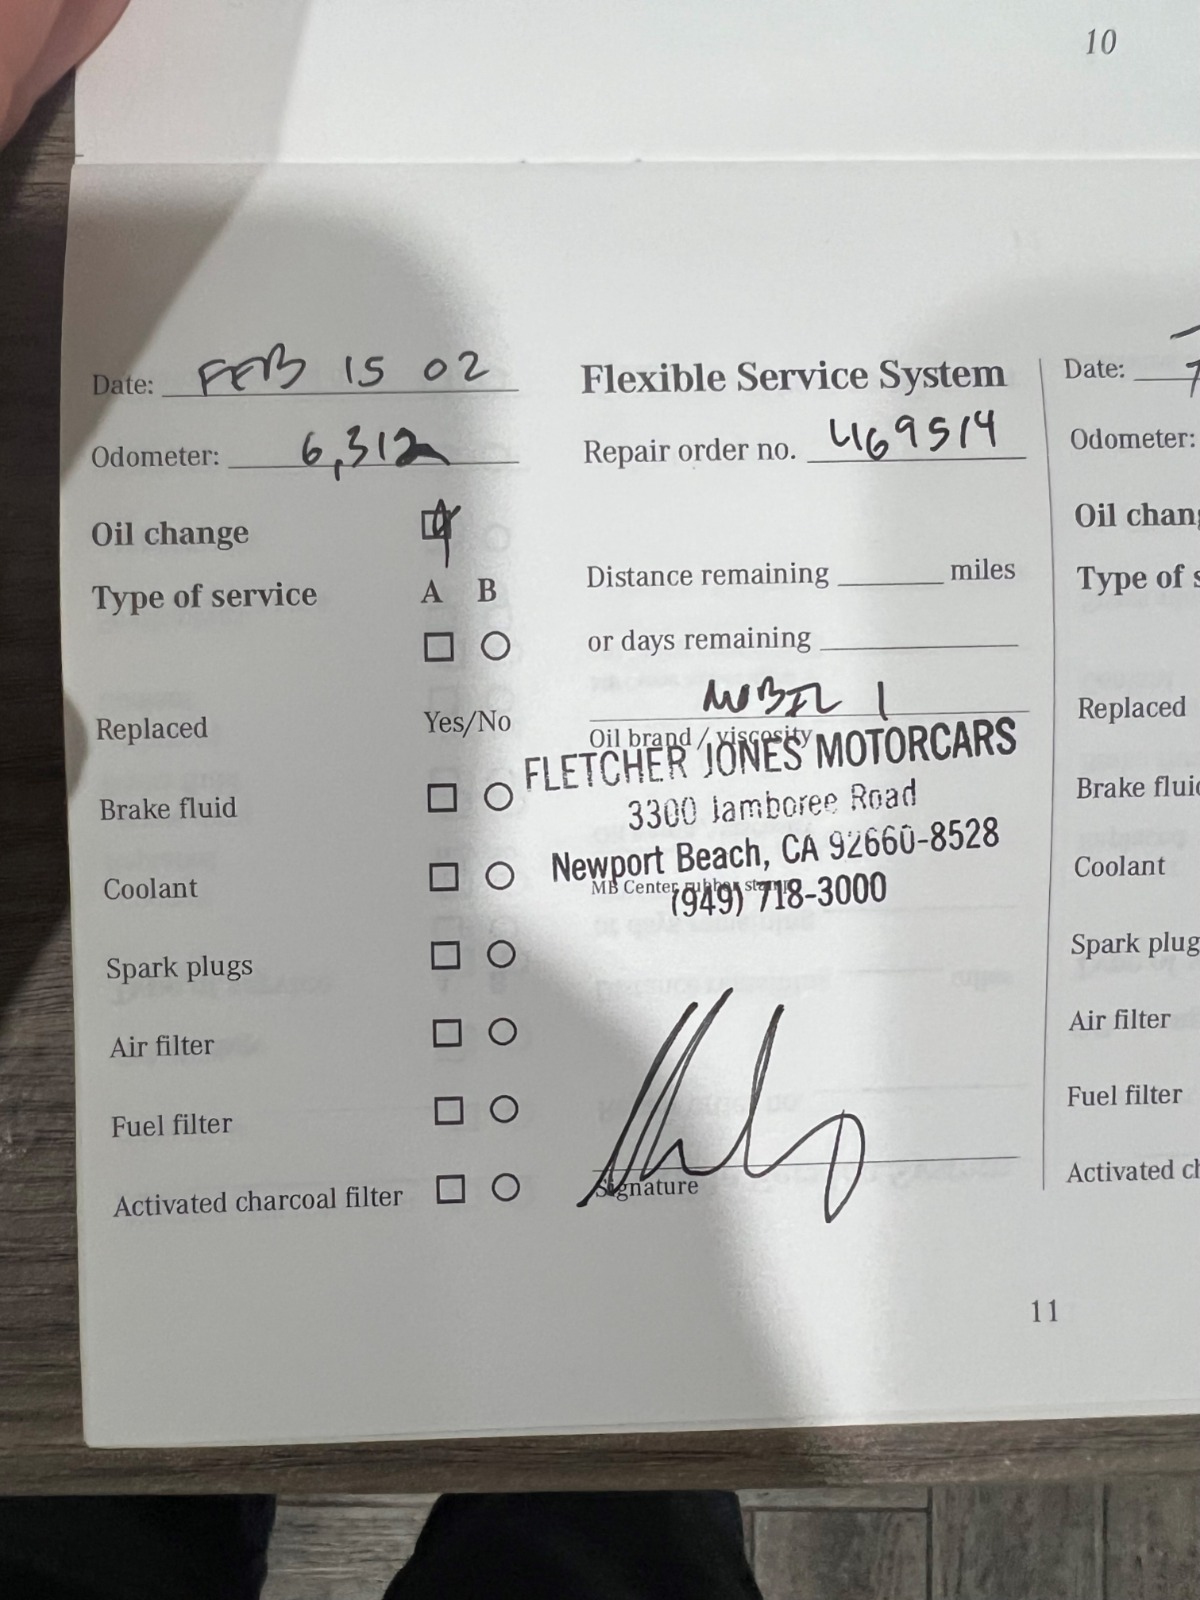 10
Date: FEB 15 02
Odometer: 6,312
Oil change
Type of service A B
Replaced Yes/No
Brake fluid
Coolant
Spark plugs
Air filter
Fuel filter
Activated charcoal filter
Flexible Service System
Repair order no. 469514
Distance remaining ______ miles
or days remaining ______
MOBIL 1
Oil brand / viscosity
FLETCHER JONES MOTORCARS
3300 Jamboree Road
Newport Beach, CA 92660-8528
MB Center rubber stamp
(949) 718-3000
Signature
Date:
Odometer:
Oil chang
Type of s
Replaced
Brake fluid
Coolant
Spark plug
Air filter
Fuel filter
Activated ch
11